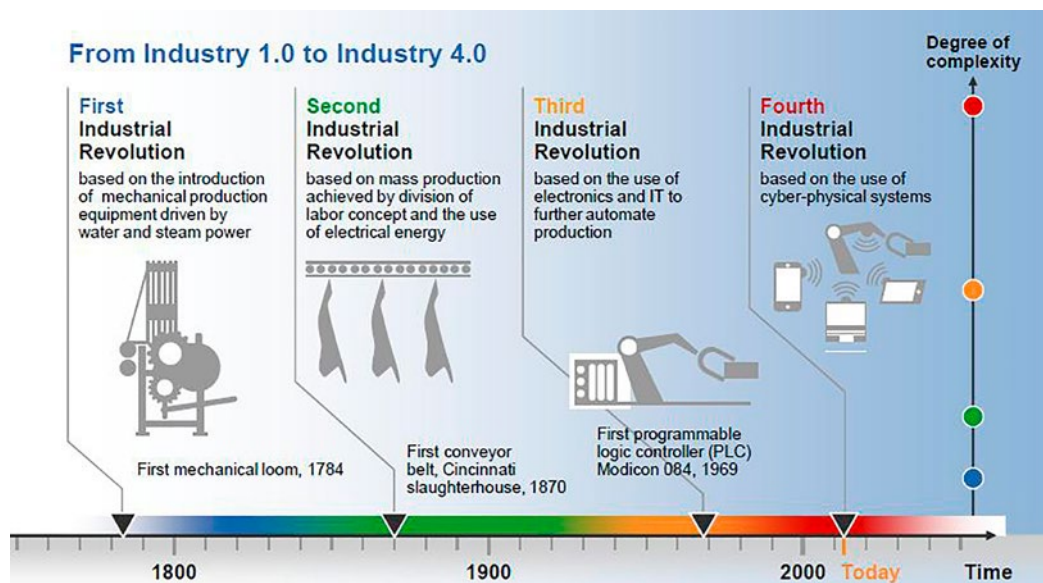 From Industry 1.0 to Industry 4.0
Degree of
complexity
First
Industrial
Revolution
based on the introduction
of mechanical production
equipment driven by
water and steam power
Second
Industrial
Revolution
based on mass production
achieved by division of
labor concept and the use
of electrical energy
Third
Industrial
Revolution
based on the use of
electronics and IT to
further automate
production
Fourth
Industrial
Revolution
based on the use of
cyber-physical systems
First mechanical loom, 1784
First conveyor
belt, Cincinnati
slaughterhouse, 1870
First programmable
logic controller (PLC)
Modicon 084, 1969
1800
1900
2000
Today
Time